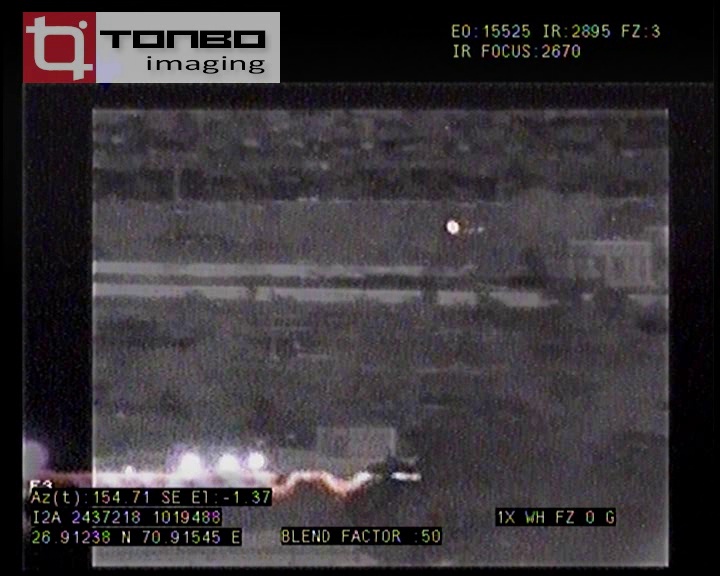 TONBO
imaging
EO:15525 IR:2895 FZ:3
IR FOCUS:2670
Az(t):154.71 SE El:-1.37
I2A 2437218 1019488
26.91238 N 70.91545 E
BLEND FACTOR :50
1X WH FZ 0 G